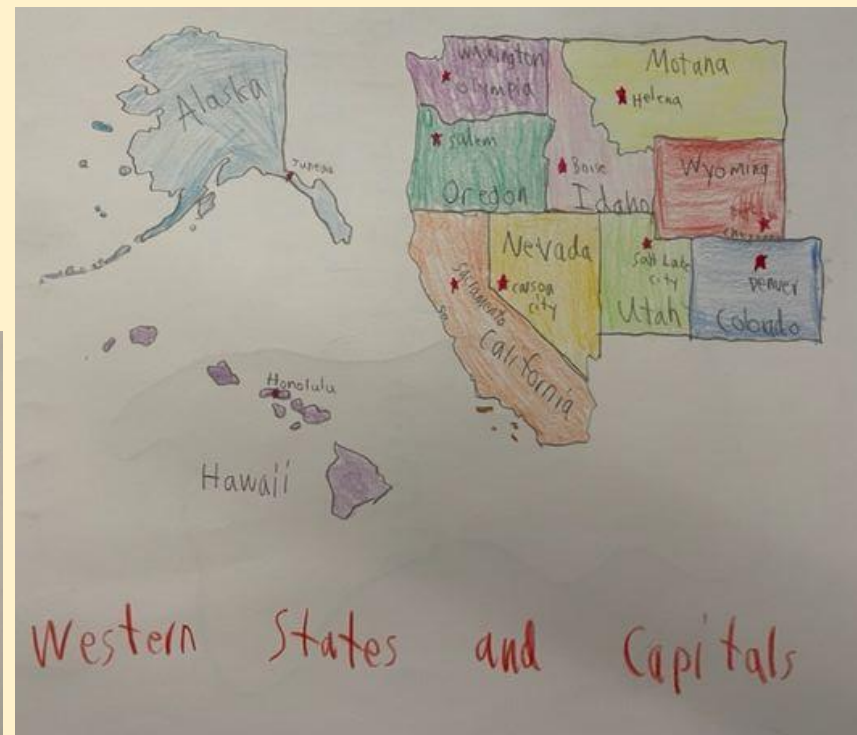 Alaska
Juneau
Washington
Olympia
Motana
Helena
Salem
Oregon
Boise
Idaho
Wyoming
Nevada
Carson
city
Sacramento
California
Salt Lake
city
Utah
Denver
Colorado
Honolulu
Hawaii
Western States and Capitals